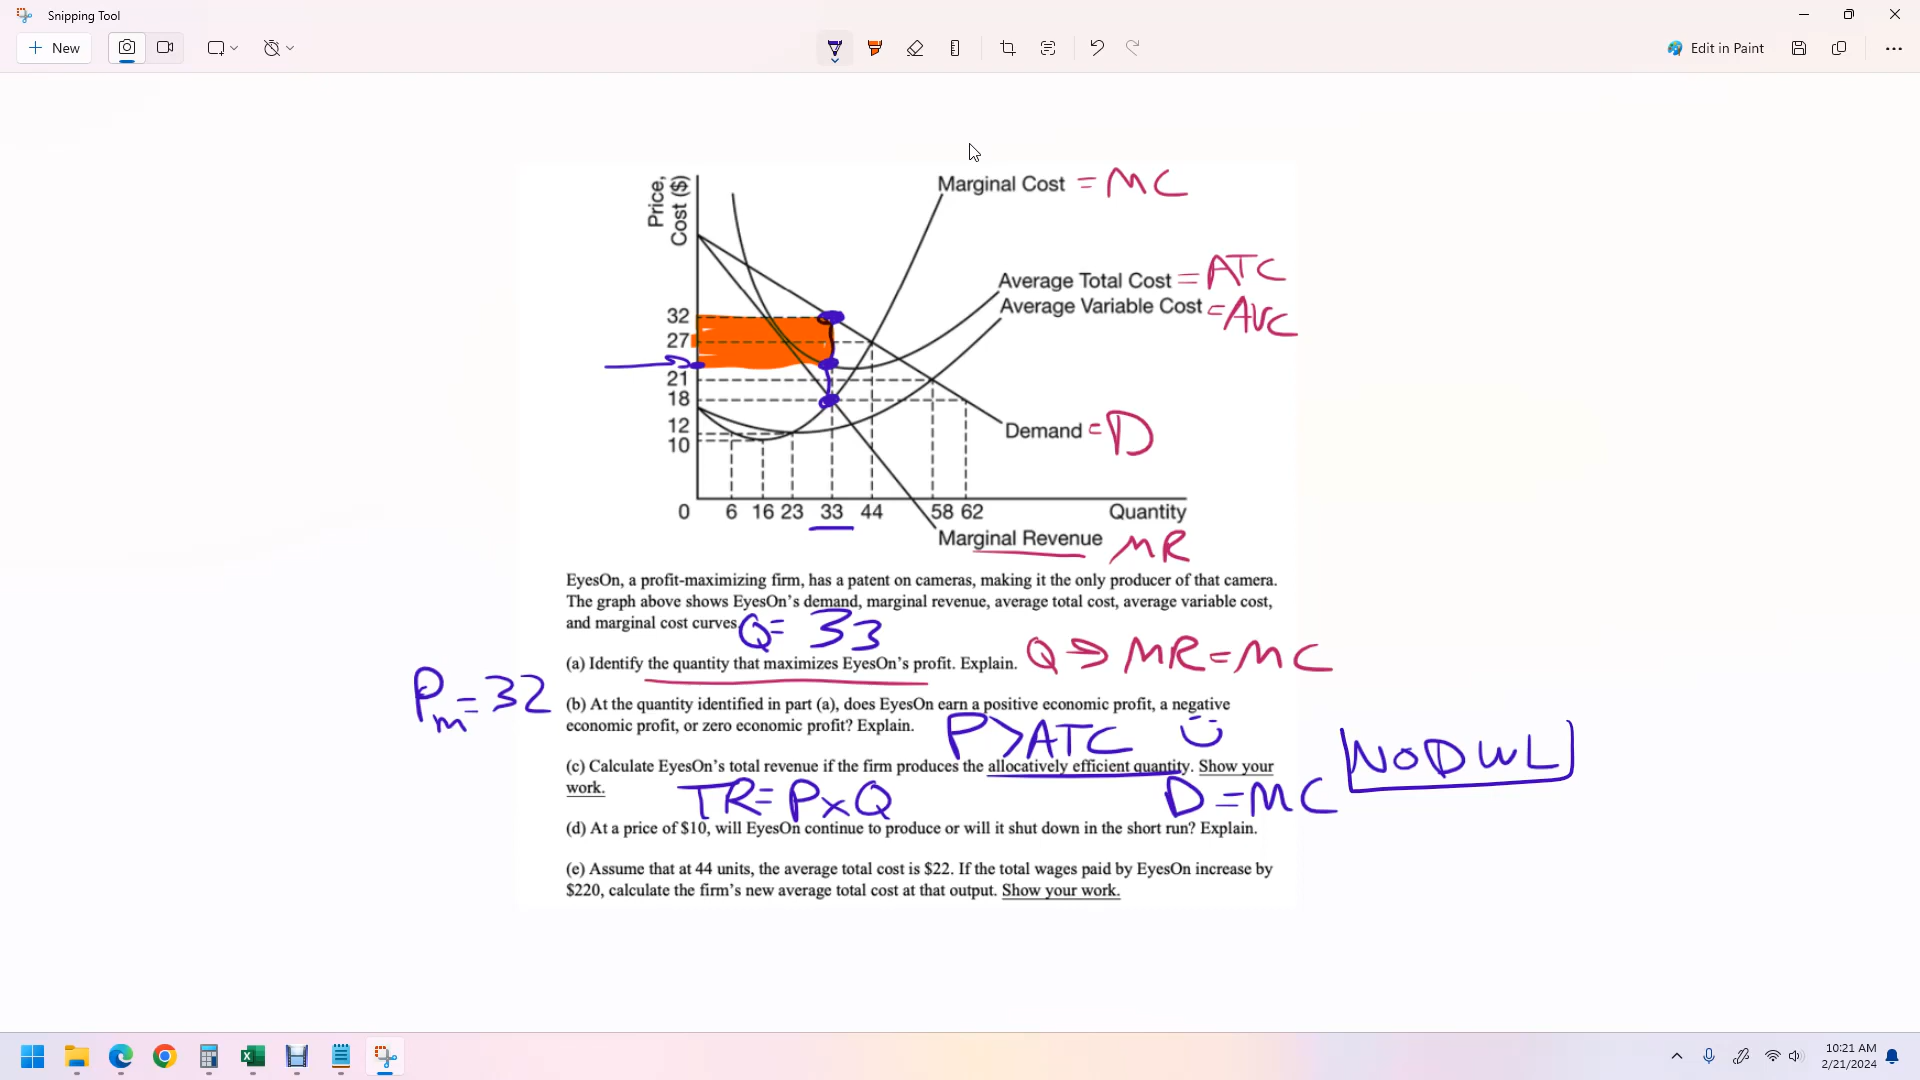 Snipping Tool
New
Edit in Paint
Price,
Cost ($)
Marginal Cost = MC
Average Total Cost = ATC
Average Variable Cost = AVC
32
27
21
18
12
10
Demand = D
0 6 16 23 33 44 58 62 Quantity
Marginal Revenue MR
EyesOn, a profit-maximizing firm, has a patent on cameras, making it the only producer of that camera.
The graph above shows EyesOn's demand, marginal revenue, average total cost, average variable cost,
and marginal cost curves.
Q= 33
(a) Identify the quantity that maximizes EyesOn's profit. Explain.
Q → MR=MC
Pm=32
(b) At the quantity identified in part (a), does EyesOn earn a positive economic profit, a negative
economic profit, or zero economic profit? Explain.
P>ATC
(c) Calculate EyesOn's total revenue if the firm produces the allocatively efficient quantity. Show your
work.
NO DWL
TR= PxQ
D =MC
(d) At a price of $10, will EyesOn continue to produce or will it shut down in the short run? Explain.
(e) Assume that at 44 units, the average total cost is $22. If the total wages paid by EyesOn increase by
$220, calculate the firm's new average total cost at that output. Show your work.
10:21 AM
2/21/2024